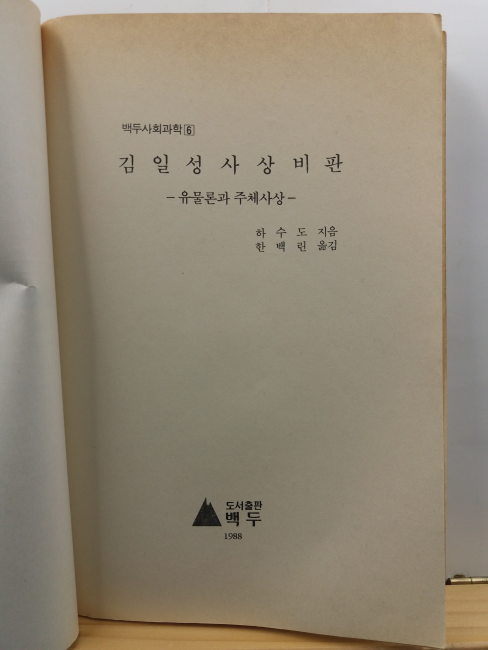 백두사회과학 6
김 일 성 사 상 비 판
- 유물론과 주체사상 -
하 수 도 지음
한 백 린 옮김
도서출판
백두
1988